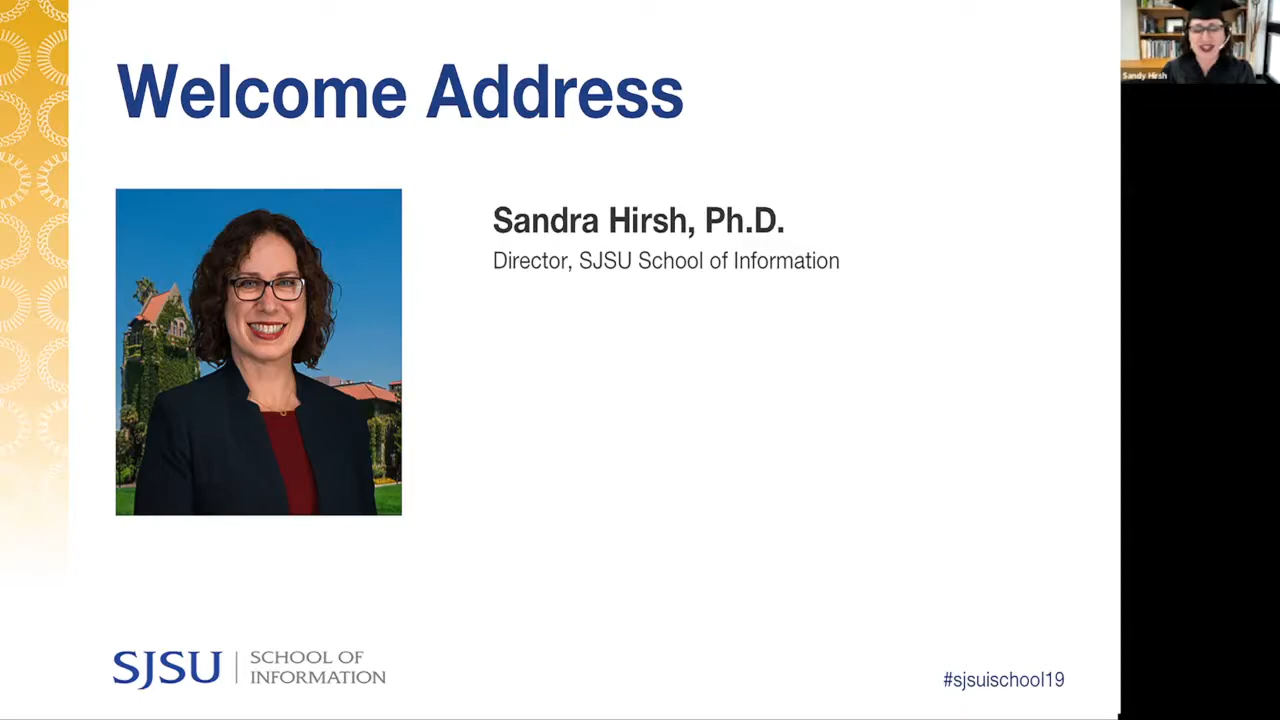 Welcome Address
Sandy Hirsh
Sandra Hirsh, Ph.D.
Director, SJSU School of Information
SJSU
SCHOOL OF
INFORMATION
#sjsuischool19